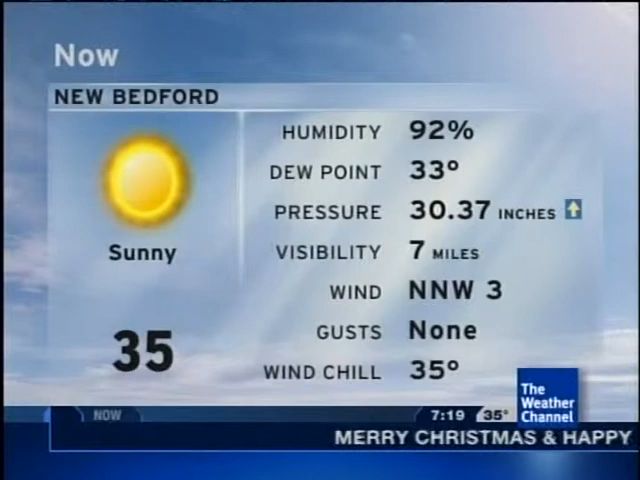 Now
NEW BEDFORD
Sunny
35
HUMIDITY 92%
DEW POINT 33°
PRESSURE 30.37 INCHES
VISIBILITY 7 MILES
WIND NNW 3
GUSTS None
WIND CHILL 35°
The
Weather
Channel
NOW 7:19 35°
MERRY CHRISTMAS & HAPPY